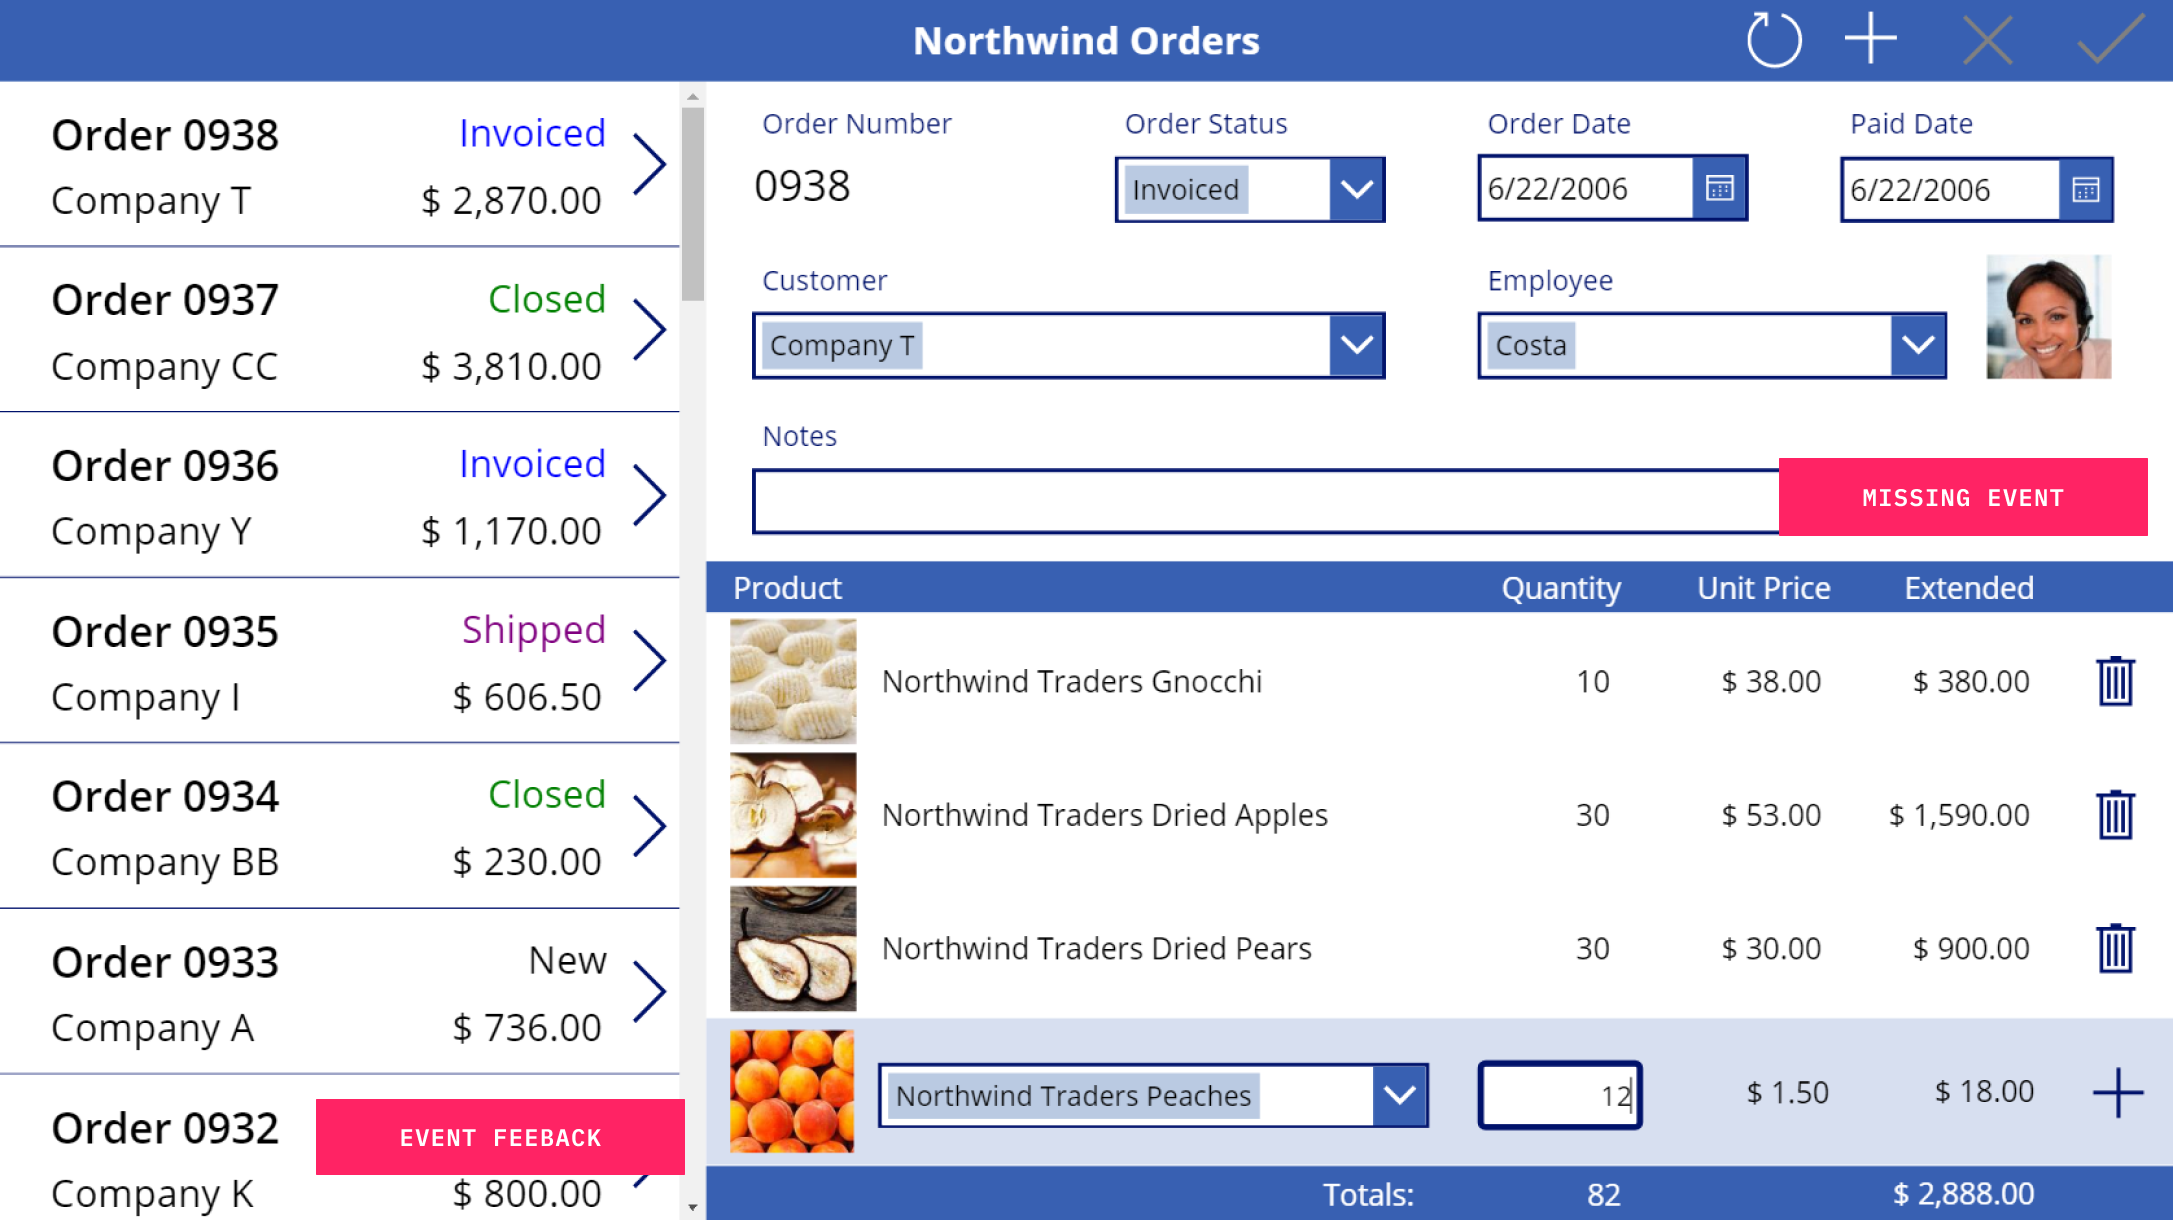 Northwind Orders
Order 0938 Invoiced
Company T $ 2,870.00
Order 0937 Closed
Company CC $ 3,810.00
Order 0936 Invoiced
Company Y $ 1,170.00
Order 0935 Shipped
Company I $ 606.50
Order 0934 Closed
Company BB $ 230.00
Order 0933 New
Company A $ 736.00
Order 0932
EVENT FEEBACK
Company K $ 800.00
Order Number Order Status Order Date Paid Date
0938 Invoiced 6/22/2006 6/22/2006
Customer Employee
Company T Costa
Notes
MISSING EVENT
Product Quantity Unit Price Extended
Northwind Traders Gnocchi 10 $ 38.00 $ 380.00
Northwind Traders Dried Apples 30 $ 53.00 $ 1,590.00
Northwind Traders Dried Pears 30 $ 30.00 $ 900.00
Northwind Traders Peaches 12 $ 1.50 $ 18.00
Totals: 82 $ 2,888.00